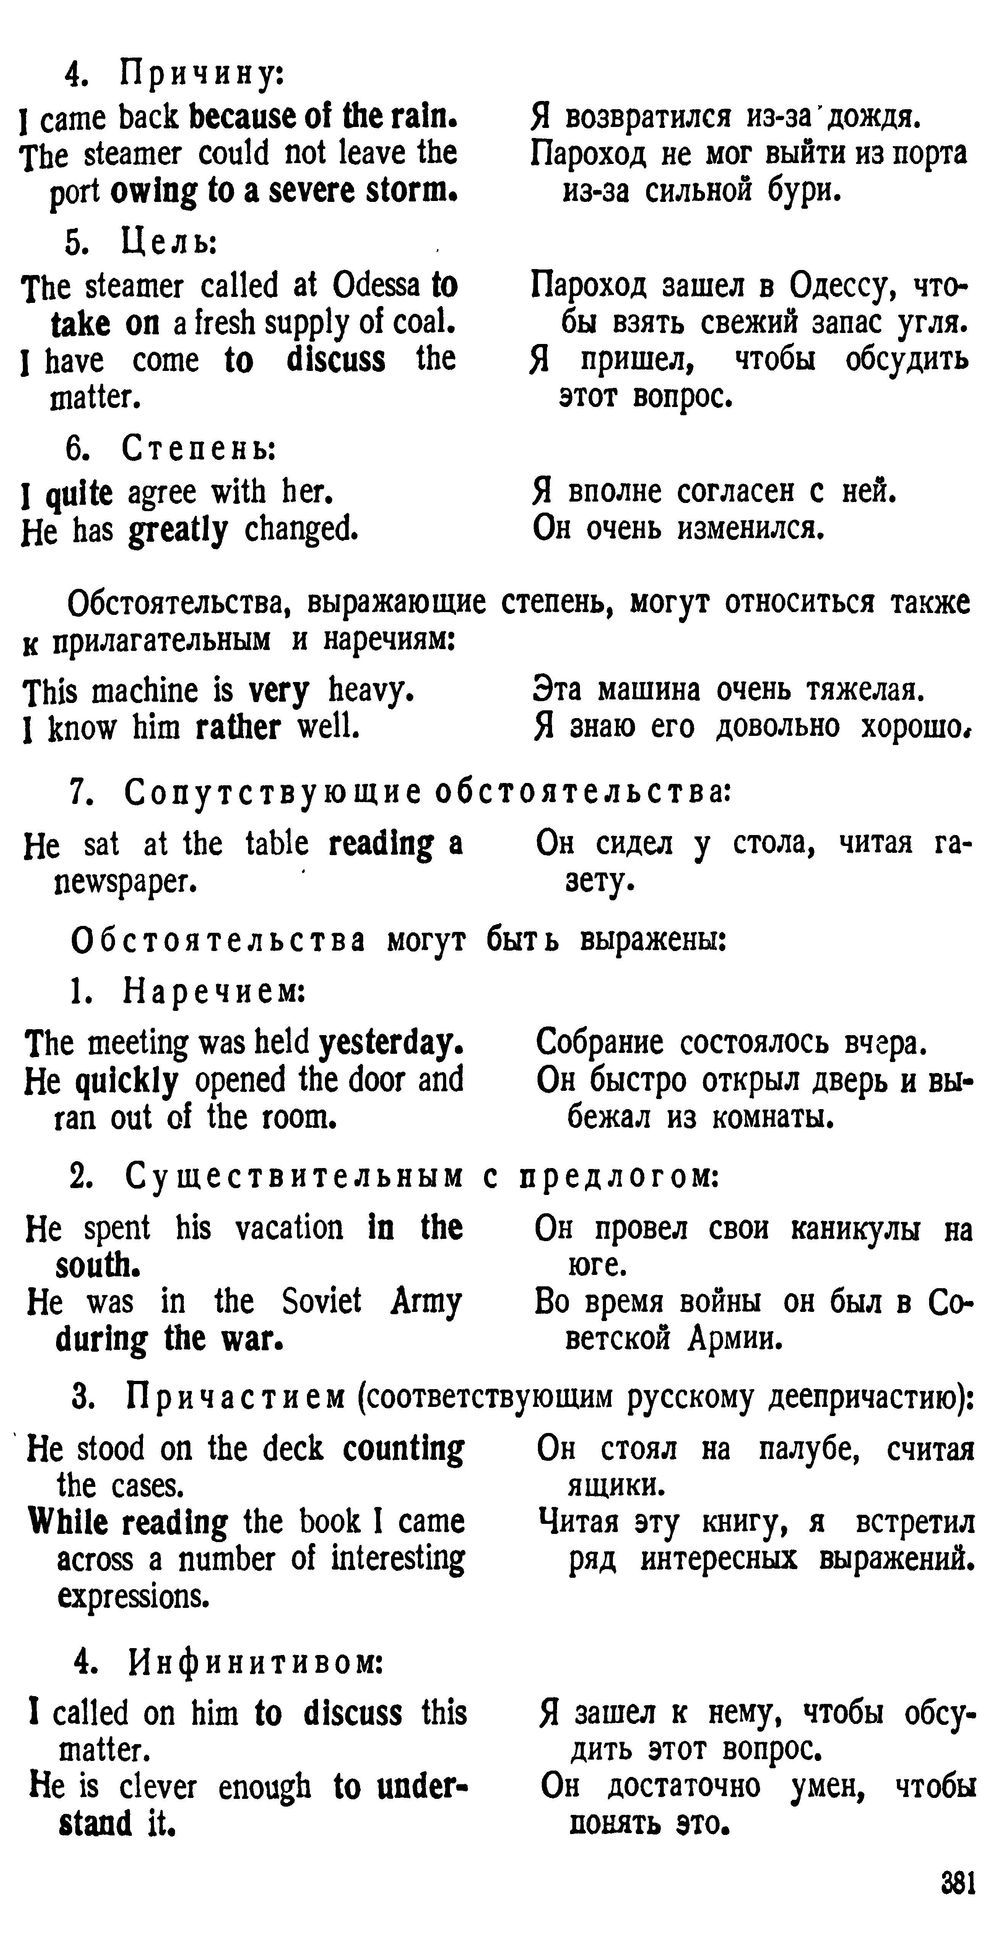 4. Причину:
I came back because of the rain. Я возвратился из-за дождя.
The steamer could not leave the Пароход не мог выйти из порта
port owing to a severe storm. из-за сильной бури.
5. Цель:
The steamer called at Odessa to Пароход зашел в Одессу, что-
take on a fresh supply of coal. бы взять свежий запас угля.
I have come to discuss the Я пришел, чтобы обсудить
matter. этот вопрос.
6. Степень:
I quite agree with her. Я вполне согласен с ней.
He has greatly changed. Он очень изменился.
Обстоятельства, выражающие степень, могут относиться также
к прилагательным и наречиям:
This machine is very heavy. Эта машина очень тяжелая.
I know him rather well. Я знаю его довольно хорошо.
7. Сопутствующие обстоятельства:
He sat at the table reading a Он сидел у стола, читая га-
newspaper. зету.
Обстоятельства могут быть выражены:
1. Наречием:
The meeting was held yesterday. Собрание состоялось вчера.
He quickly opened the door and Он быстро открыл дверь и вы-
ran out of the room. бежал из комнаты.
2. Существительным с предлогом:
He spent his vacation in the Он провел свои каникулы на
south. юге.
He was in the Soviet Army Во время войны он был в Со-
during the war. ветской Армии.
3. Причастием (соответствующим русскому деепричастию):
He stood on the deck counting Он стоял на палубе, считая
the cases. ящики.
While reading the book I came Читая эту книгу, я встретил
across a number of interesting ряд интересных выражений.
expressions.
4. Инфинитивом:
I called on him to discuss this Я зашел к нему, чтобы обсу-
matter. дить этот вопрос.
He is clever enough to under- Он достаточно умен, чтобы
stand it. понять это.
381